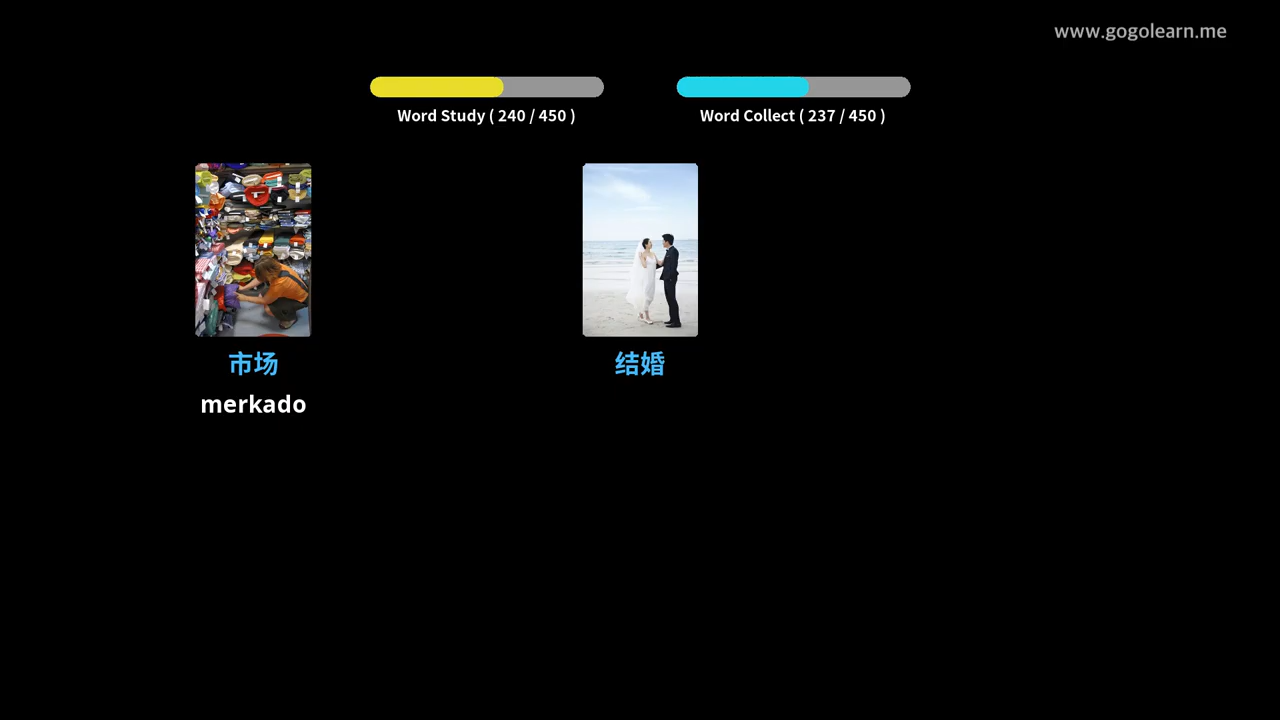 www.gogolearn.me
Word Study ( 240 / 450 )
Word Collect ( 237 / 450 )
市场
结婚
merkado